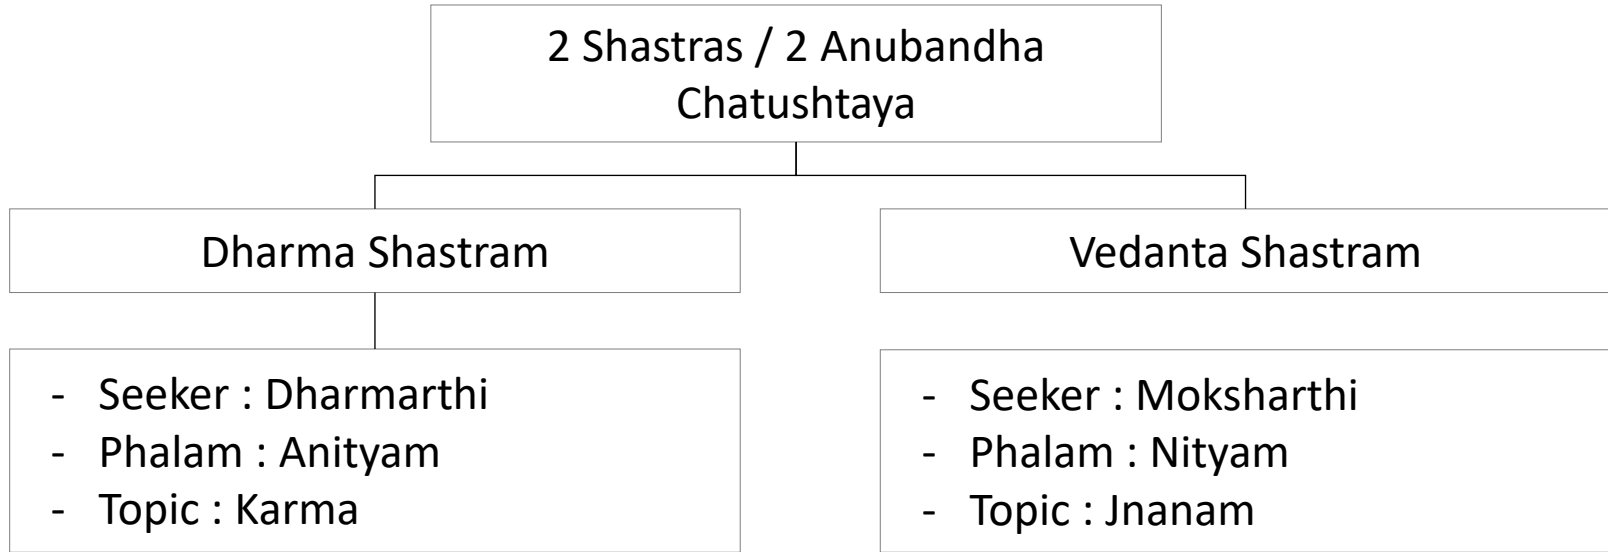 2 Shastras / 2 Anubandha
Chatushtaya
Dharma Shastram
Vedanta Shastram
- Seeker : Dharmarthi
- Phalam : Anityam
- Topic : Karma
- Seeker : Moksharthi
- Phalam : Nityam
- Topic : Jnanam